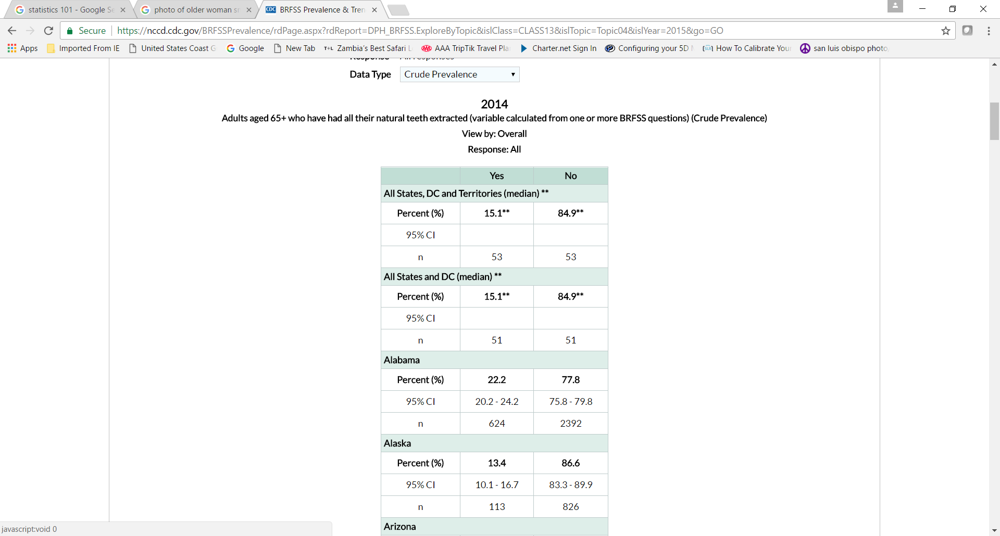 statistics 101 - Google Se
photo of older woman sm
CDC BRFSS Prevalence & Tren
Secure https://nccd.cdc.gov/BRFSSPrevalence/rdPage.aspx?rdReport=DPH_BRFSS.ExploreByTopic&islClass=CLASS13&islTopic=Topic04&islYear=2015&go=GO
Apps Imported From IE United States Coast G Google New Tab T+L Zambia's Best Safari L AAA TripTik Travel Pla Charter.net Sign In Configuring your 5D How To Calibrate You san luis obispo photo
Response All responses
Data Type Crude Prevalence
2014
Adults aged 65+ who have had all their natural teeth extracted (variable calculated from one or more BRFSS questions) (Crude Prevalence)
View by: Overall
Response: All
Yes No
All States, DC and Territories (median) **
Percent (%) 15.1** 84.9**
95% CI
n 53 53
All States and DC (median) **
Percent (%) 15.1** 84.9**
95% CI
n 51 51
Alabama
Percent (%) 22.2 77.8
95% CI 20.2 - 24.2 75.8 - 79.8
n 624 2392
Alaska
Percent (%) 13.4 86.6
95% CI 10.1 - 16.7 83.3 - 89.9
n 113 826
Arizona
javascript:void 0